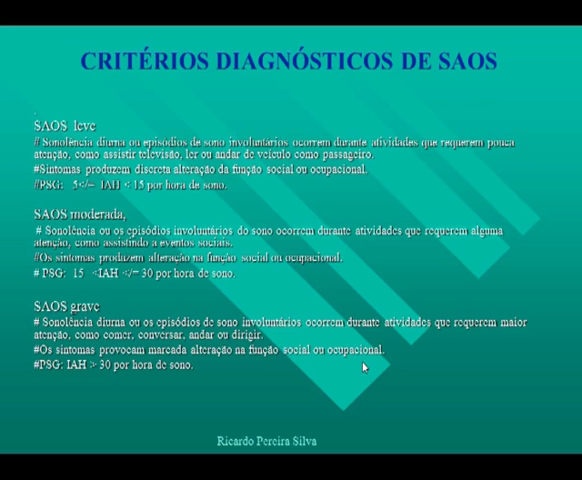 CRITÉRIOS DIAGNÓSTICOS DE SAOS
.
SAOS leve
# Sonolência diurna ou episódios de sono involuntários ocorrem durante atividades que requerem pouca
atenção, como assistir televisão, ler ou andar de veículo como passageiro.
#Sintomas produzem discreta alteração da função social ou ocupacional.
#PSG: 5</= IAH < 15 por hora de sono.
SAOS moderada,
# Sonolência ou os episódios involuntários do sono ocorrem durante atividades que requerem alguma
atenção, como assistindo a eventos sociais.
#Os sintomas produzem alteração na função social ou ocupacional.
# PSG: 15 <IAH </= 30 por hora de sono.
SAOS grave
# Sonolência diurna ou os episódios de sono involuntários ocorrem durante atividades que requerem maior
atenção, como comer, conversar, andar ou dirigir.
#Os sintomas provocam marcada alteração na função social ou ocupacional.
#PSG: IAH > 30 por hora de sono.
Ricardo Pereira Silva